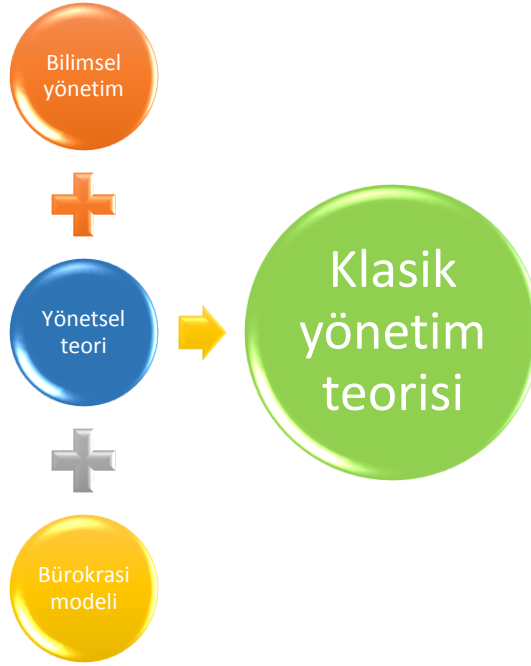 Bilimsel
yönetim
Yönetsel
teori
Bürokrasi
modeli
Klasik
yönetim
teorisi